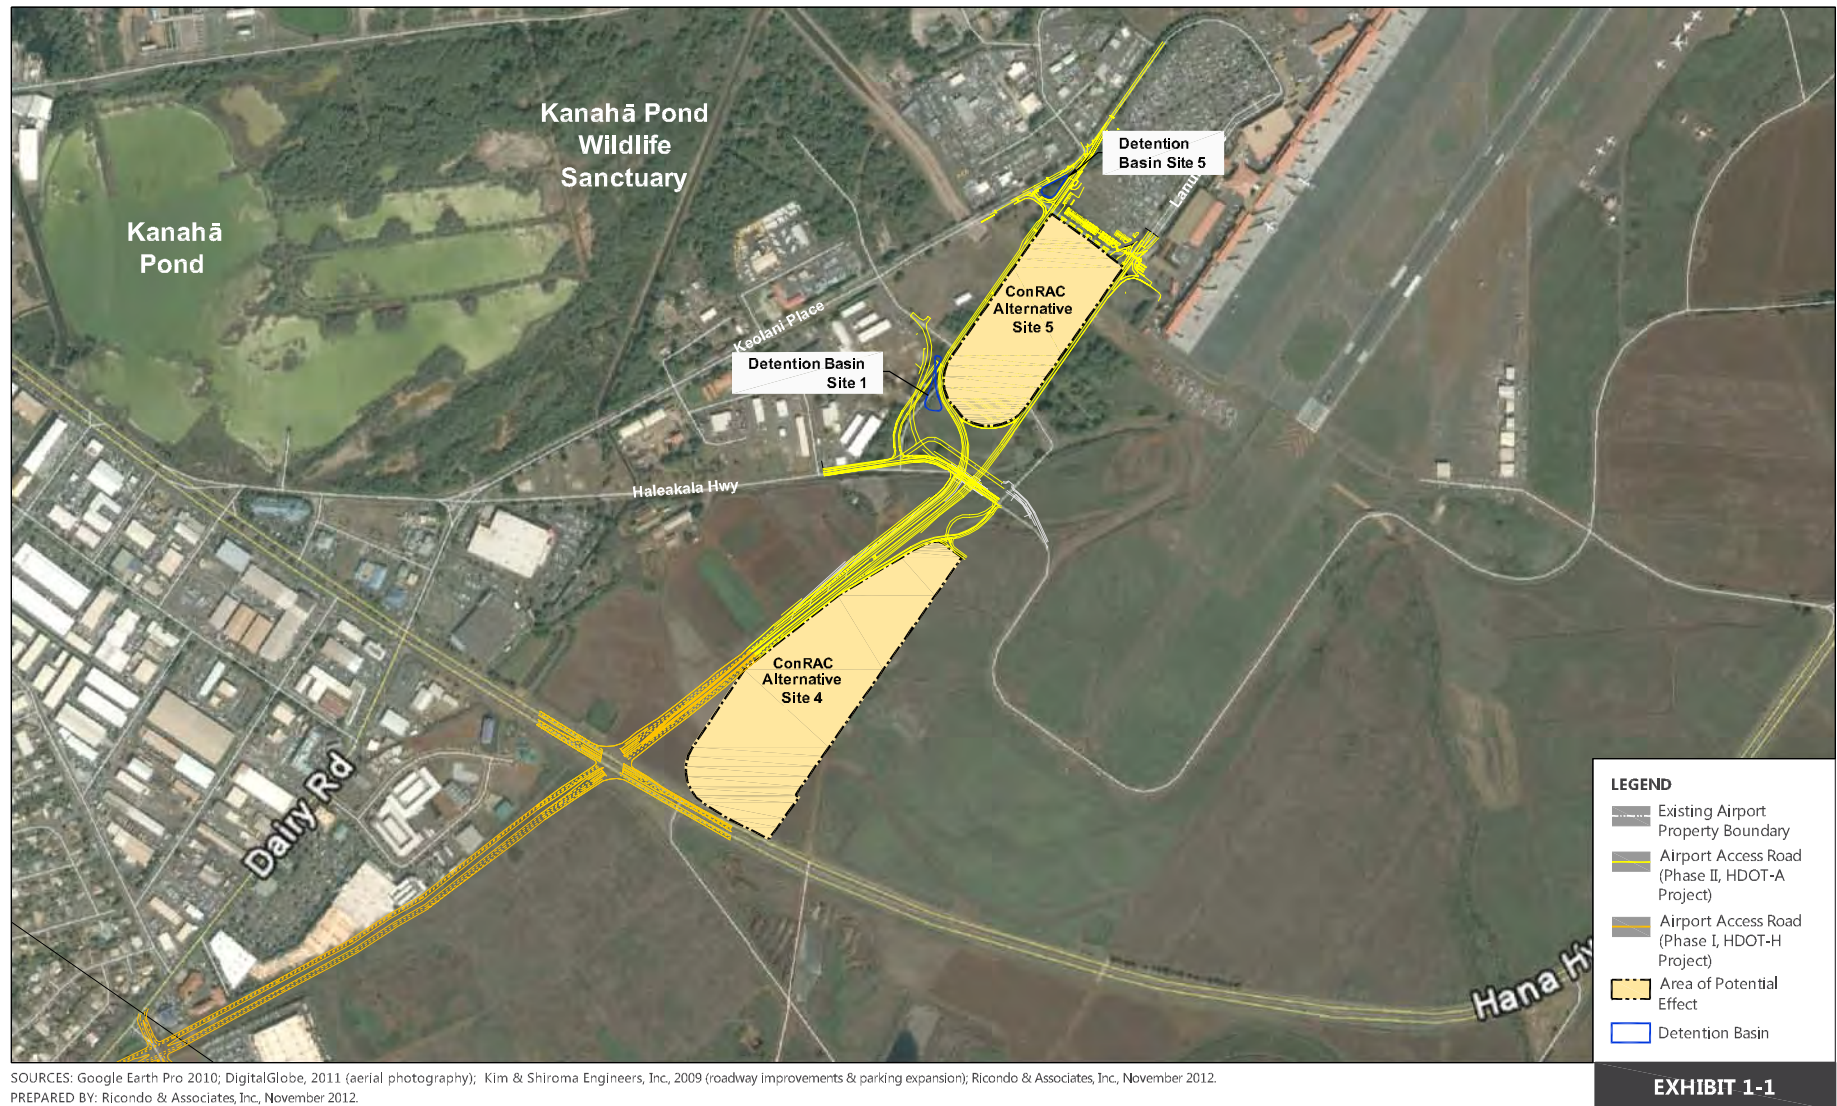 Kanahā Pond
Wildlife
Sanctuary
Kanahā
Pond
Detention
Basin Site 5
ConRAC
Alternative
Site 5
Keolani Place
Detention Basin
Site 1
Haleakala Hwy
ConRAC
Alternative
Site 4
Dairy Rd
Hana
LEGEND
Existing Airport
Property Boundary
Airport Access Road
(Phase II, HDOT-A
Project)
Airport Access Road
(Phase I, HDOT-H
Project)
Area of Potential
Effect
Detention Basin
SOURCES: Google Earth Pro 2010; DigitalGlobe, 2011 (aerial photography); Kim & Shiroma Engineers, Inc., 2009 (roadway improvements & parking expansion); Ricondo & Associates, Inc., November 2012.
PREPARED BY: Ricondo & Associates, Inc., November 2012.
EXHIBIT 1-1